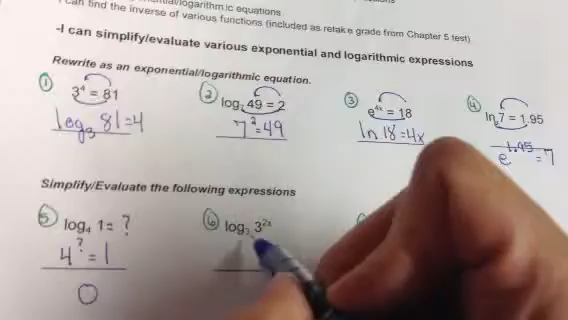 /logarithmic equations
I can find the inverse of various functions (included as retake grade from Chapter 5 test)
-I can simplify/evaluate various exponential and logarithmic expressions
Rewrite as an exponential/logarithmic equation.
① 3⁴ = 81 ② log₇ 49 = 2 ③ e⁴ˣ = 18 ④ ln 7 = 1.95
log₃ 81 = 4 7² = 49 ln 18 = 4x e^1.95 = 7
Simplify/Evaluate the following expressions
⑤ log₄ 1 = ? ⑥ log₃ 3²ˣ
4^? = 1
0